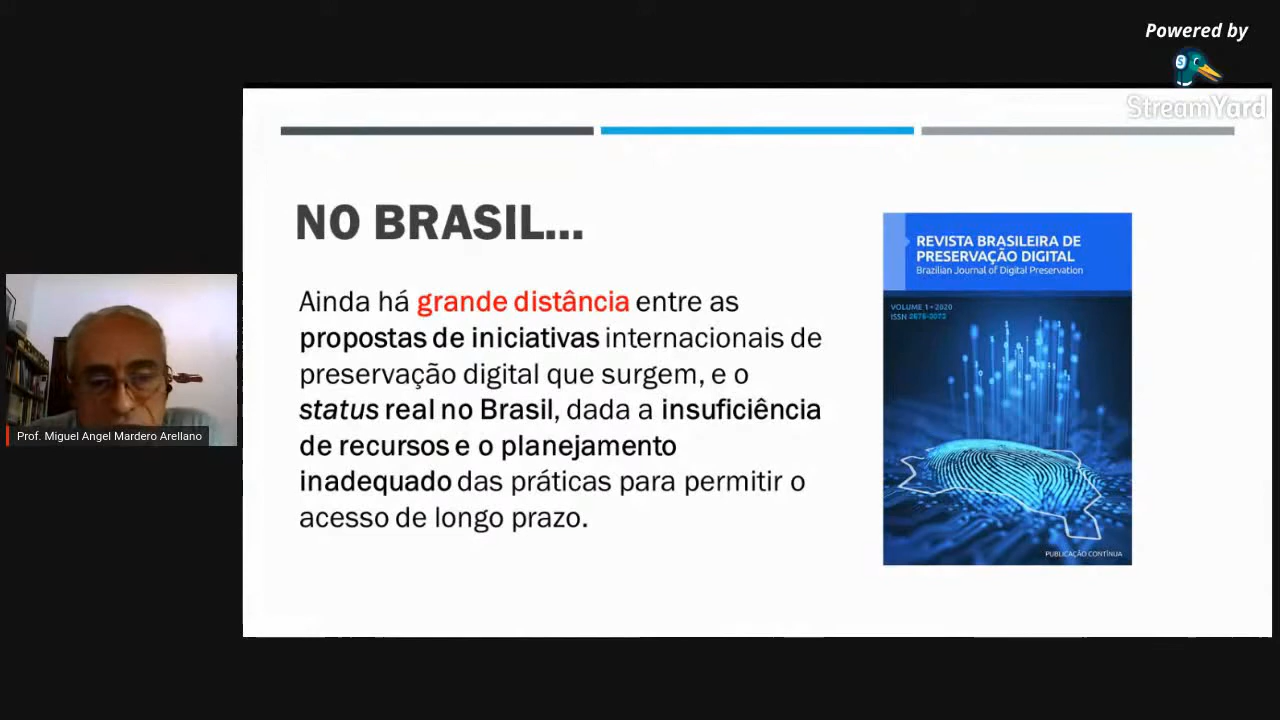 Powered by
StreamYard
NO BRASIL...
Ainda há grande distância entre as
propostas de iniciativas internacionais de
preservação digital que surgem, e o
status real no Brasil, dada a insuficiência
de recursos e o planejamento
inadequado das práticas para permitir o
acesso de longo prazo.
REVISTA BRASILEIRA DE
PRESERVAÇÃO DIGITAL
Brazilian Journal of Digital Preservation
VOLUME 1 • 2020
ISSN
PUBLICAÇÃO CONTÍNUA
Prof. Miguel Angel Mardero Arellano